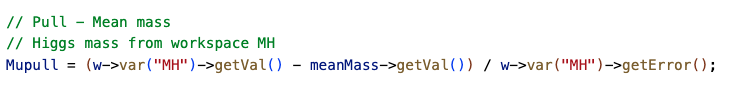 // Pull - Mean mass
// Higgs mass from workspace MH
Mupull = (w->var("MH")->getVal() - meanMass->getVal()) / w->var("MH")->getError();